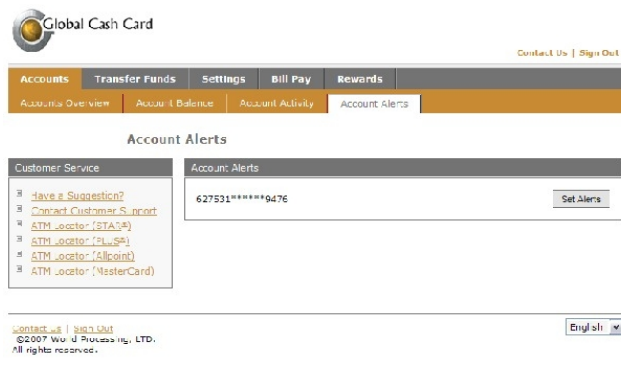 Global Cash Card
Contact Us | Sign Out
Accounts Transfer Funds Settings Bill Pay Rewards
Accounts Overview Account Balance Account Activity Account Alerts
Account Alerts
Customer Service
Have a Suggestion?
Contact Customer Support
ATM Locator (STAR®)
ATM Locator (PLUS®)
ATM Locator (Allpoint)
ATM Locator (MasterCard)
Account Alerts
627531******9476 Set Alerts
Contact Us | Sign Out
©2007 World Processing, LTD.
All rights reserved.
English